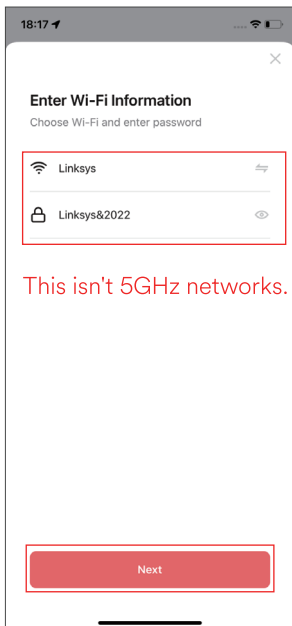 18:17
Enter Wi-Fi Information
Choose Wi-Fi and enter password
Linksys
Linksys&2022
This isn't 5GHz networks.
Next